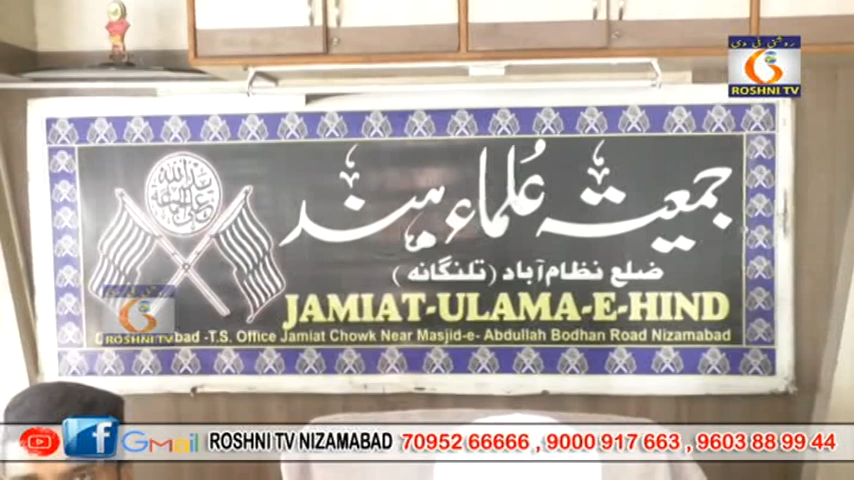 روشنی ٹی وی
ROSHNI TV
جمعیتہ علماء ہند
ضلع نظام آباد (تلنگانہ)
JAMIAT-ULAMA-E-HIND
bad -T.S. Office Jamiat Chowk Near Masjid-e- Abdullah Bodhan Road Nizamabad
ROSHNI TV
Gmail ROSHNI TV NIZAMABAD 70952 66666 , 9000 917 663 , 9603 88 99 44